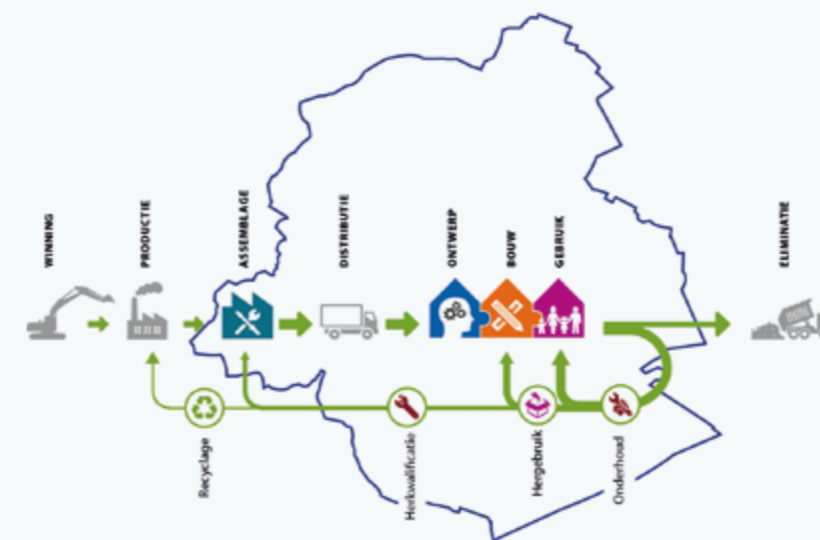 WINNING
PRODUCTIE
ASSEMBLAGE
DISTRIBUTIE
ONTWERP
BOUW
GEBRUIK
ELIMINATIE
Recyclage
Herkwalificatie
Hergebruik
Onderhoud